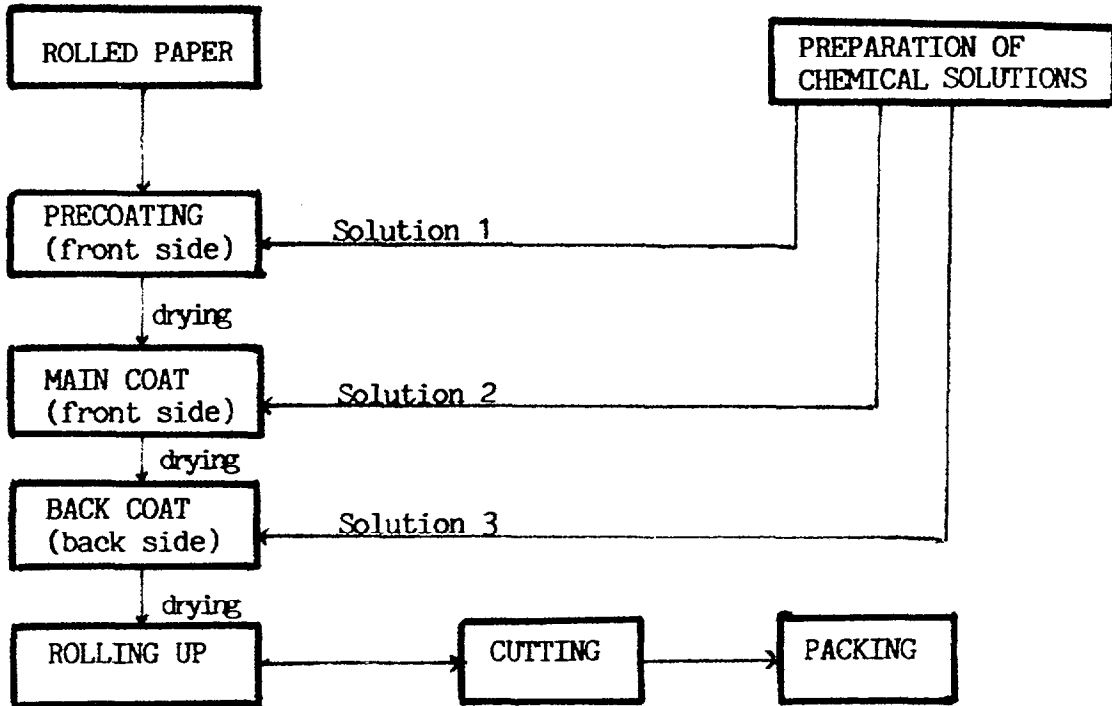 ROLLED PAPER
PREPARATION OF
CHEMICAL SOLUTIONS
PRECOATING
(front side)
Solution 1
drying
MAIN COAT
(front side)
Solution 2
drying
BACK COAT
(back side)
Solution 3
drying
ROLLING UP
CUTTING
PACKING